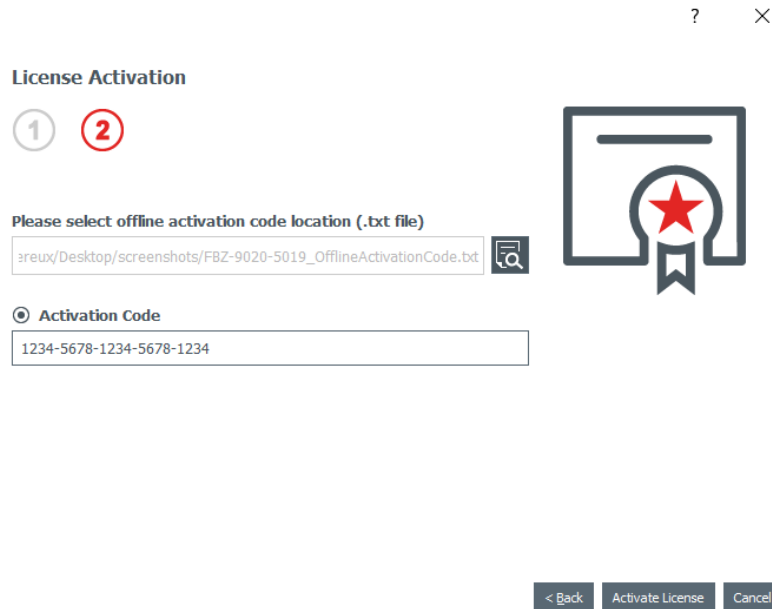 ?
License Activation
1 2
Please select offline activation code location (.txt file)
ereux/Desktop/screenshots/FBZ-9020-5019_OfflineActivationCode.txt
Activation Code
1234-5678-1234-5678-1234
< Back Activate License Cancel